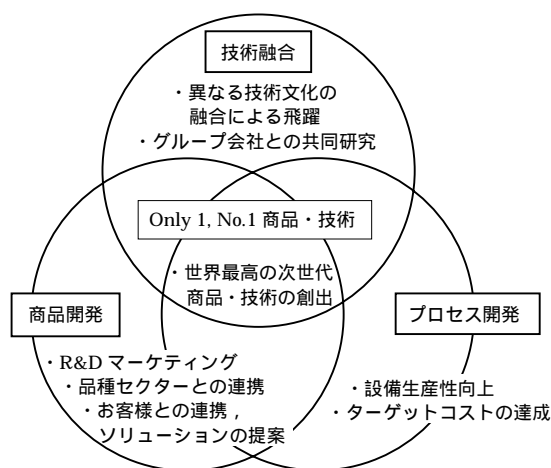 技術融合
・異なる技術文化の
融合による飛躍
・グループ会社との共同研究
Only 1, No.1 商品・技術
・世界最高の次世代
商品・技術の創出
商品開発
プロセス開発
・R&D マーケティング
・品種セクターとの連携
・お客様との連携，
ソリューションの提案
・設備生産性向上
・ターゲットコストの達成